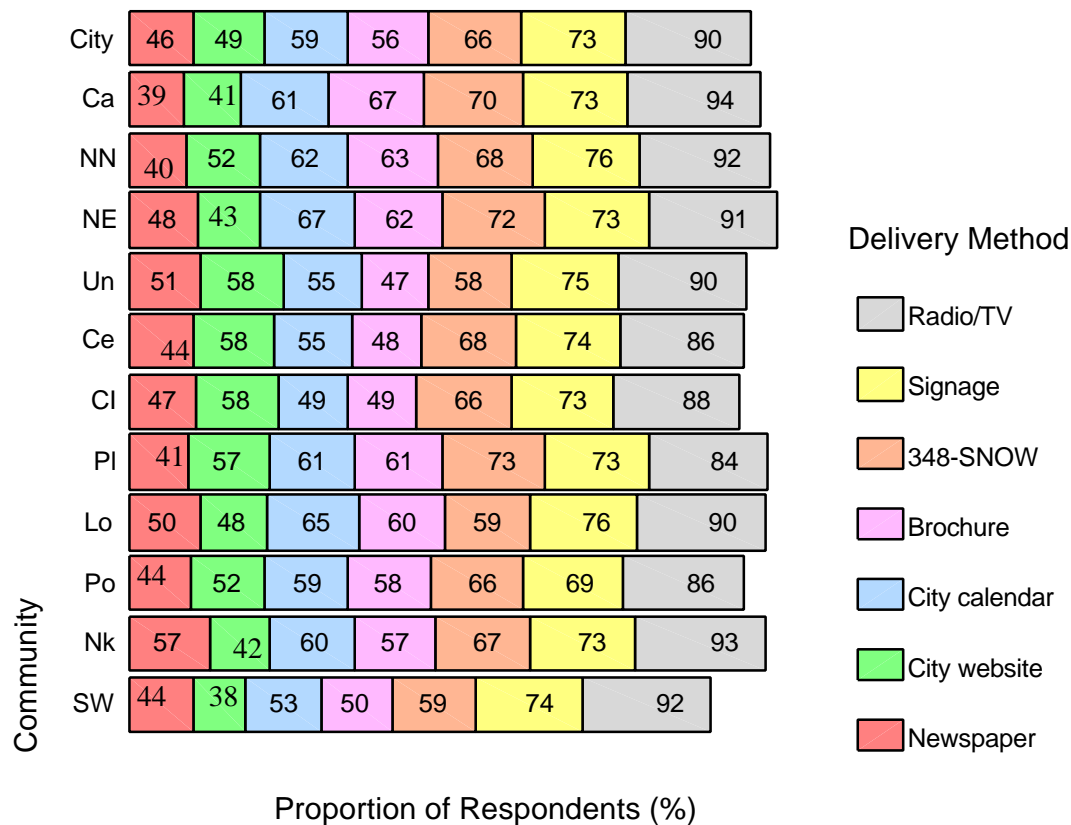 City 46 49 59 56 66 73 90
Ca 39 41 61 67 70 73 94
NN 40 52 62 63 68 76 92
NE 48 43 67 62 72 73 91
Un 51 58 55 47 58 75 90
Ce 44 58 55 48 68 74 86
Cl 47 58 49 49 66 73 88
Pl 41 57 61 61 73 73 84
Lo 50 48 65 60 59 76 90
Po 44 52 59 58 66 69 86
Nk 57 42 60 57 67 73 93
SW 44 38 53 50 59 74 92
Community
Proportion of Respondents (%)
Delivery Method
Radio/TV
Signage
348-SNOW
Brochure
City calendar
City website
Newspaper